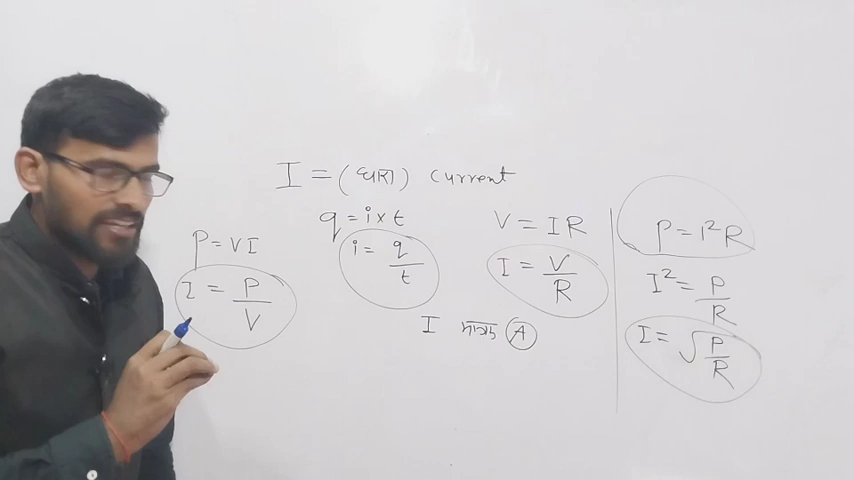 I = (धारा) current
P = VI
I = P/V
q = i × t
i = q/t
V = IR
I = V/R
I मात्रक A
P = I²R
I² = P/R
I = √P/R